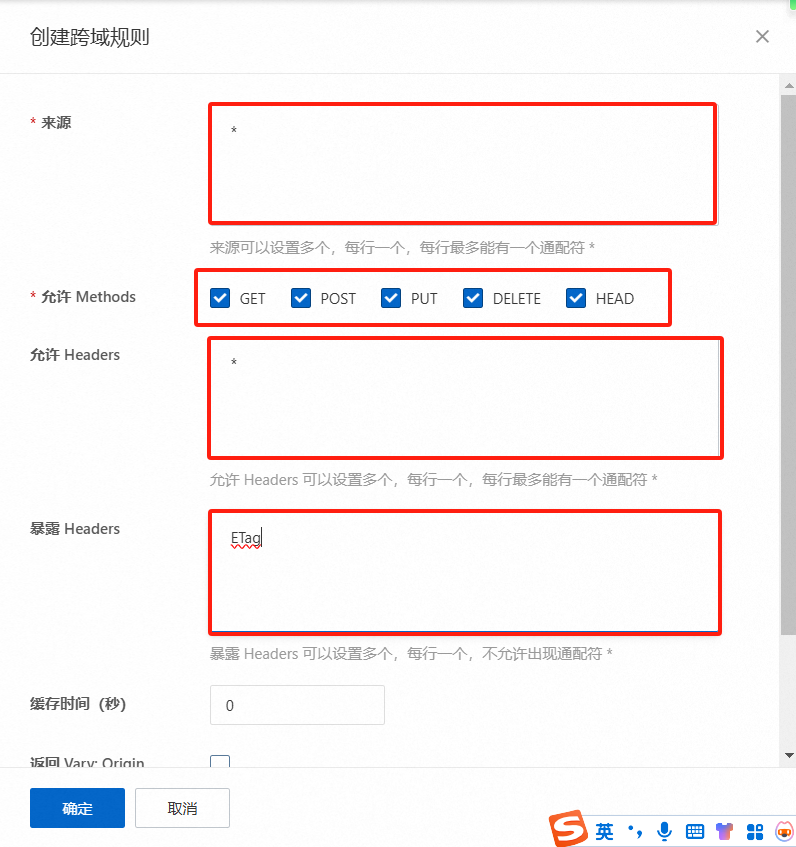 创建跨域规则
* 来源
*
来源可以设置多个，每行一个，每行最多能有一个通配符 *
* 允许 Methods
GET POST PUT DELETE HEAD
允许 Headers
*
允许 Headers 可以设置多个，每行一个，每行最多能有一个通配符 *
暴露 Headers
ETag
暴露 Headers 可以设置多个，每行一个，不允许出现通配符 *
缓存时间（秒）
0
返回 Vary: Origin
确定 取消
英